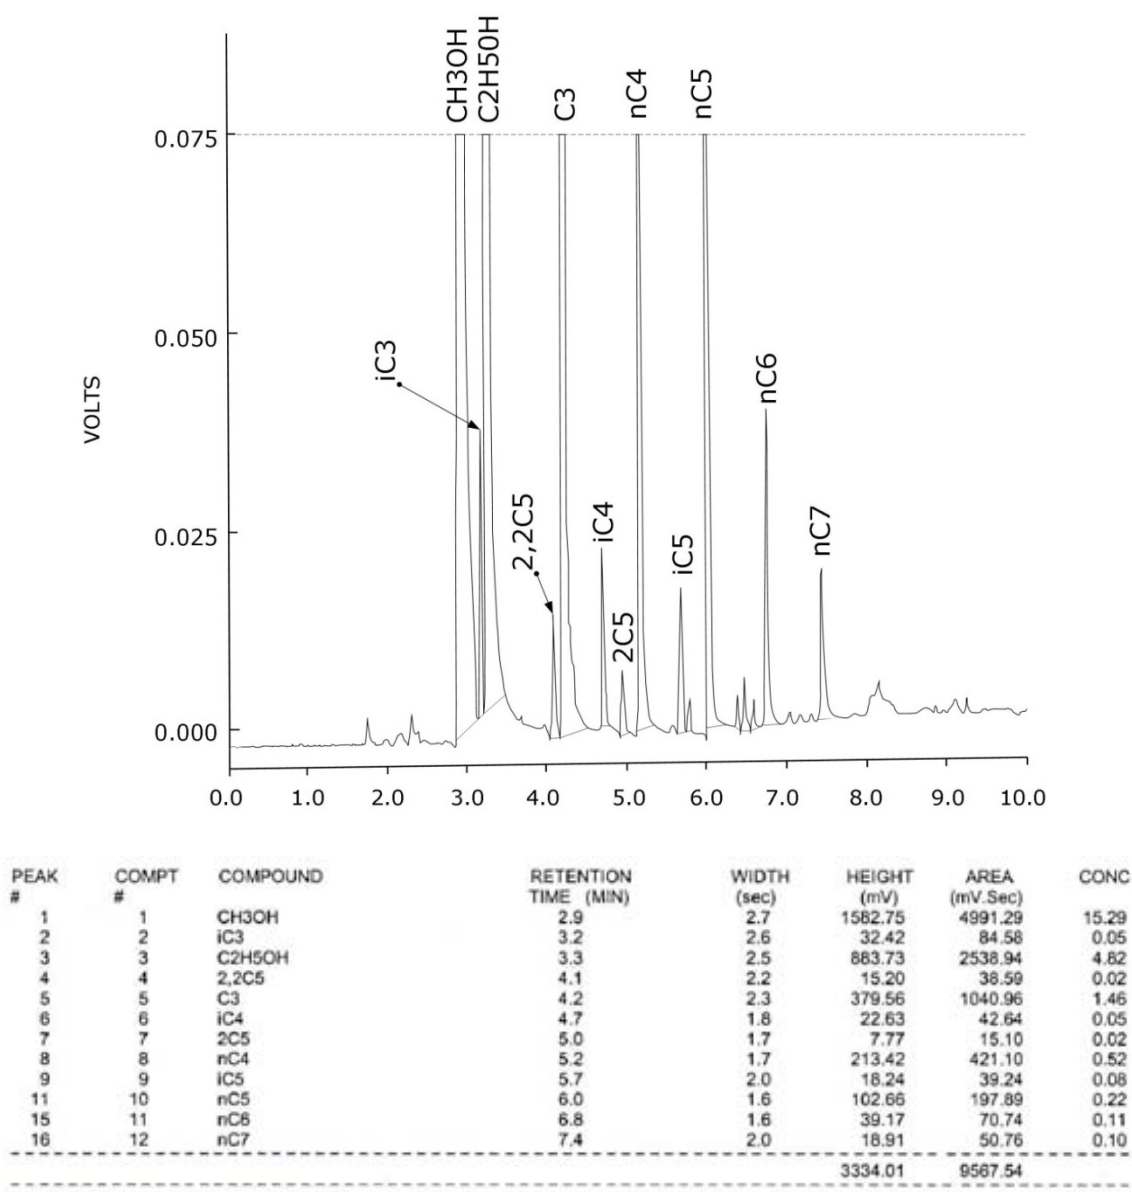 CH3OH
C2H50H
C3
nC4
nC5
0.075
0.050
iC3
nC6
VOLTS
0.025
2,2C5
iC4
iC5
nC7
2C5
0.000
0.0 1.0 2.0 3.0 4.0 5.0 6.0 7.0 8.0 9.0 10.0
PEAK COMPT COMPOUND RETENTION WIDTH HEIGHT AREA CONC
# # TIME (MIN) (sec) (mV) (mV.Sec)
1 1 CH3OH 2.9 2.7 1582.75 4991.29 15.29
2 2 iC3 3.2 2.6 32.42 84.58 0.05
3 3 C2H5OH 3.3 2.5 883.73 2538.94 4.82
4 4 2,2C5 4.1 2.2 15.20 38.59 0.02
5 5 C3 4.2 2.3 379.56 1040.96 1.46
6 6 iC4 4.7 1.8 22.63 42.64 0.05
7 7 2C5 5.0 1.7 7.77 15.10 0.02
8 8 nC4 5.2 1.7 213.42 421.10 0.52
9 9 iC5 5.7 2.0 18.24 39.24 0.08
11 10 nC5 6.0 1.6 102.66 197.89 0.22
15 11 nC6 6.8 1.6 39.17 70.74 0.11
16 12 nC7 7.4 2.0 18.91 50.76 0.10
3334.01 9567.54